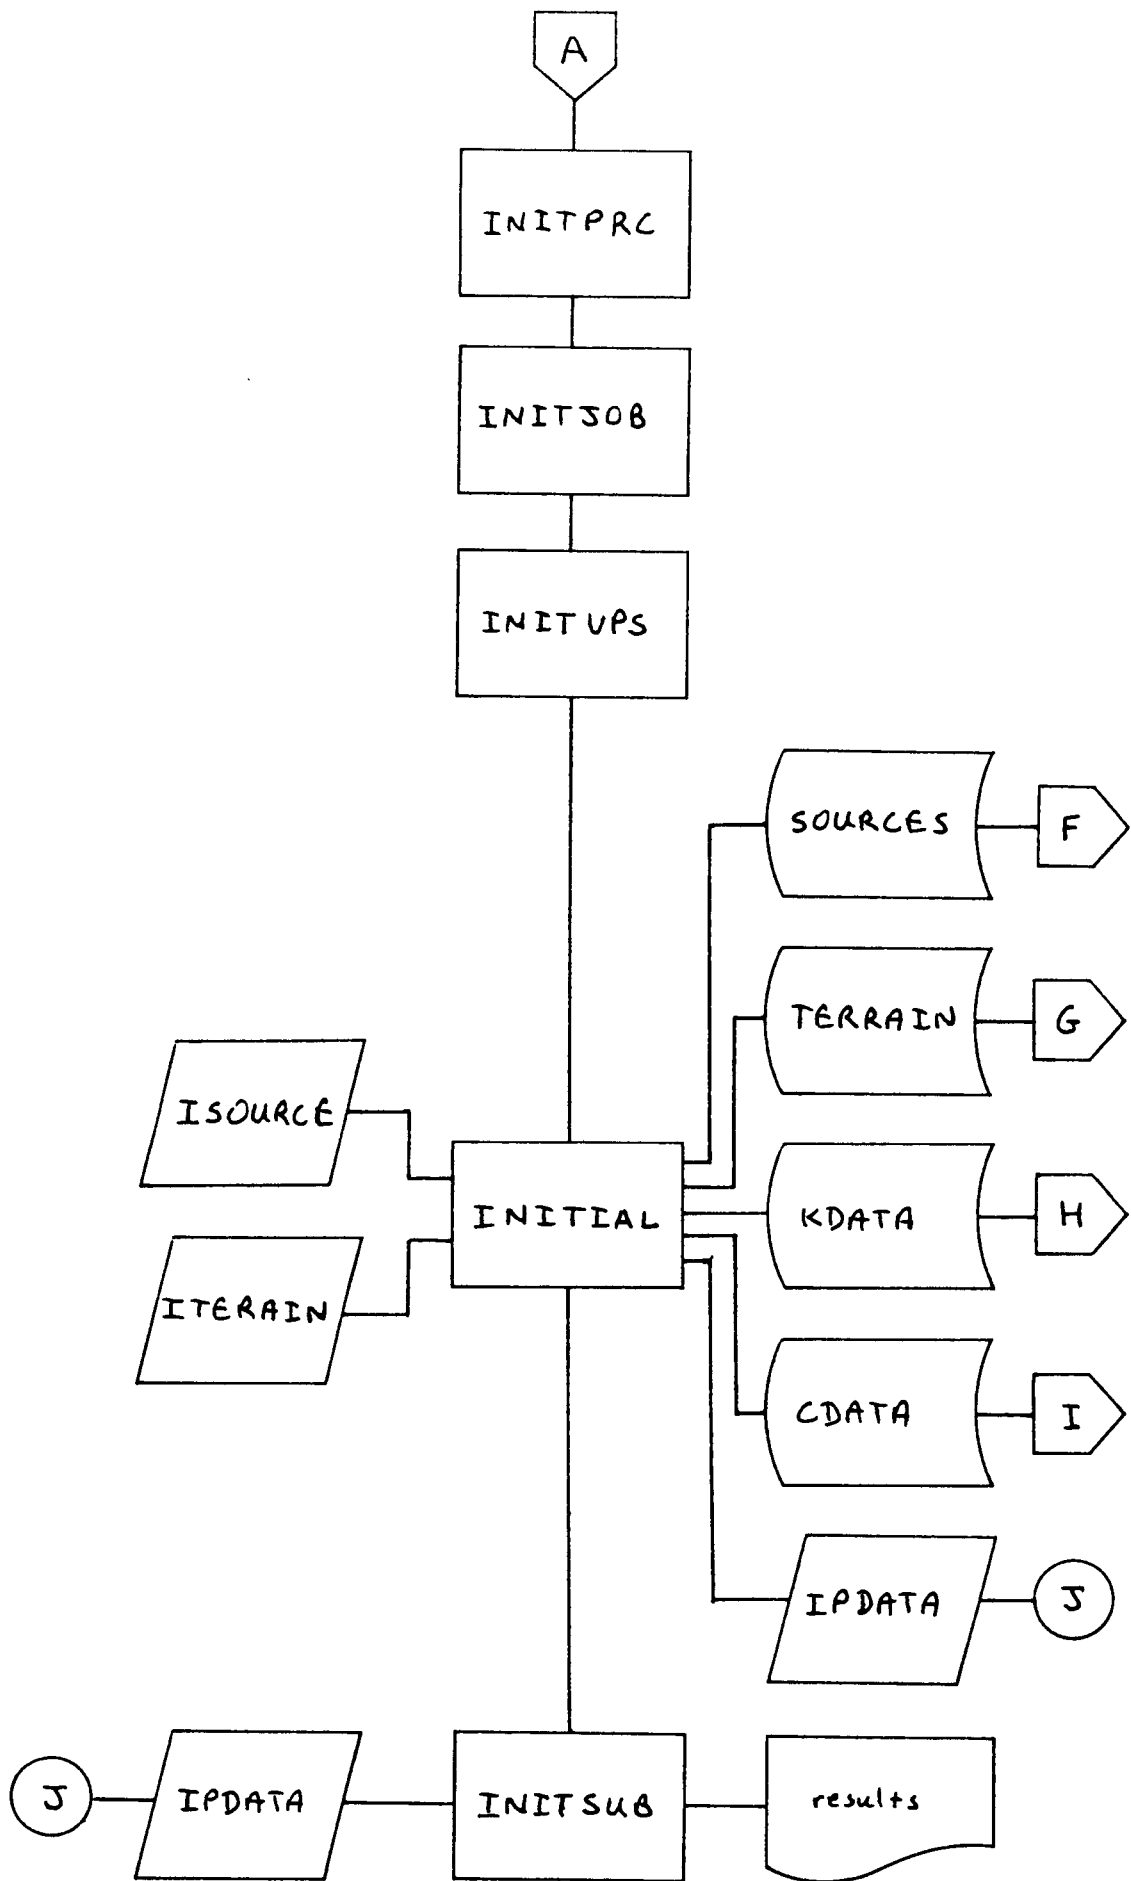 A
INITPRC
INITJOB
INITUPS
SOURCES
F
TERRAIN
G
ISOURCE
INITIAL
KDATA
H
ITERAIN
CDATA
I
IPDATA
J
J
IPDATA
INITSUB
results